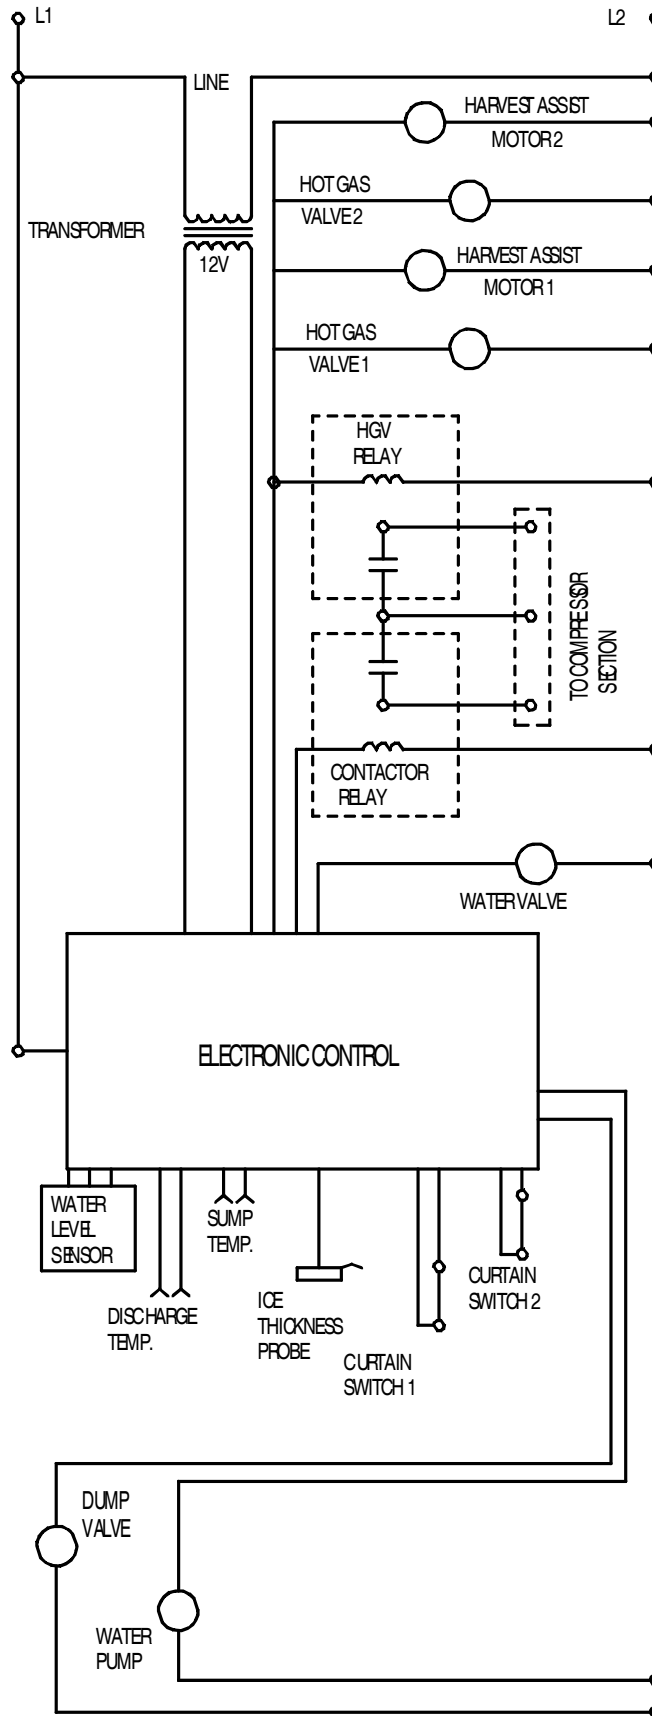 L1
L2
LINE
HARVEST ASSIST
MOTOR 2
HOT GAS
VALVE 2
TRANSFORMER
12V
HARVEST ASSIST
MOTOR 1
HOT GAS
VALVE 1
HGV
RELAY
TO COMPRESSOR
SECTION
CONTACTOR
RELAY
WATER VALVE
ELECTRONIC CONTROL
WATER
LEVEL
SENSOR
SUMP
TEMP.
DISCHARGE
TEMP.
ICE
THICKNESS
PROBE
CURTAIN
SWITCH 1
CURTAIN
SWITCH 2
DUMP
VALVE
WATER
PUMP